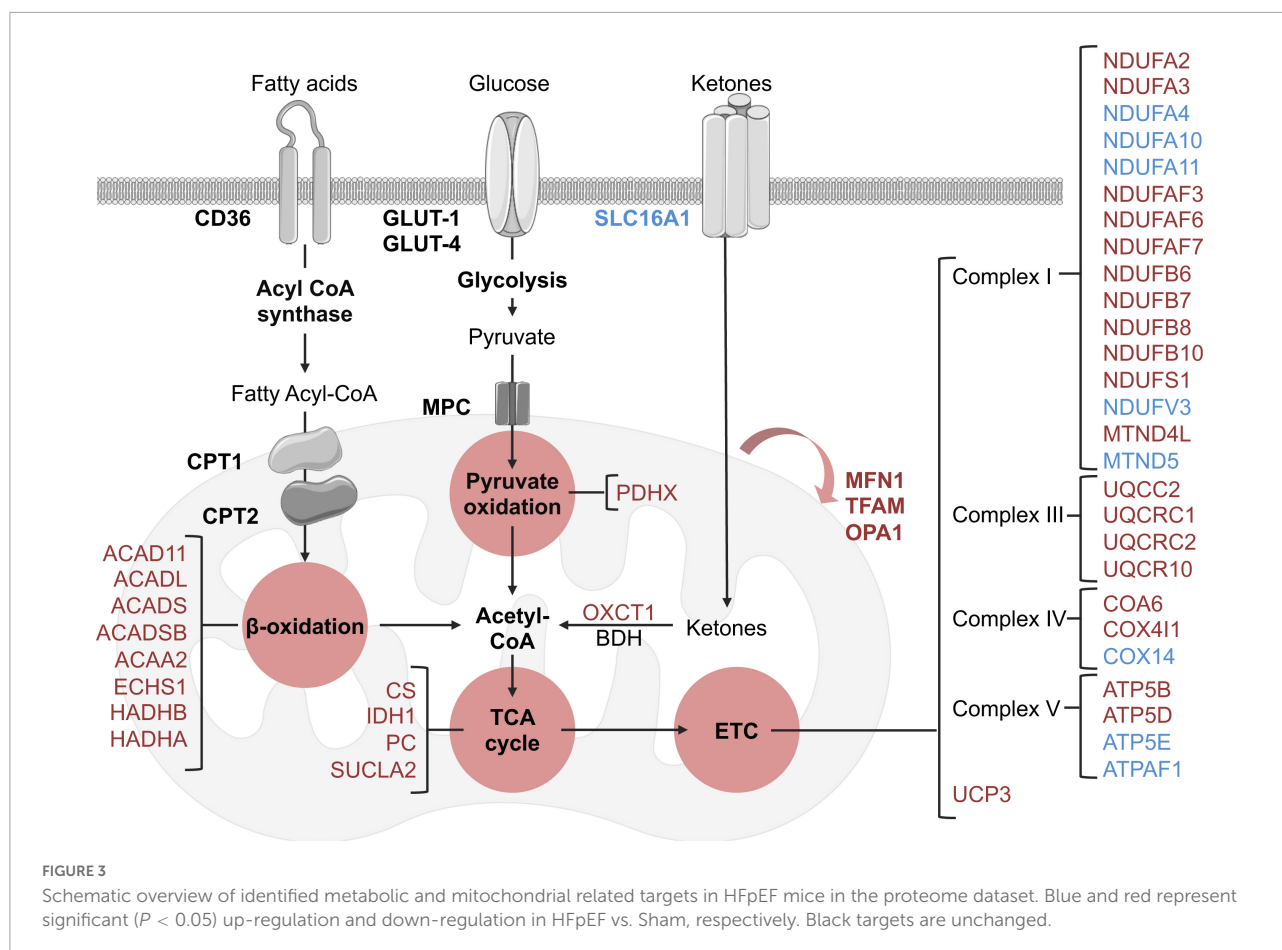 Fatty acids
Glucose
Ketones
CD36
GLUT-1
GLUT-4
SLC16A1
Acyl CoA
synthase
Glycolysis
Pyruvate
Fatty Acyl-CoA
MPC
CPT1
CPT2
Pyruvate
oxidation
PDHX
MFN1
TFAM
OPA1
ACAD11
ACADL
ACADS
ACADSB
ACAA2
ECHS1
HADHB
HADHA
β-oxidation
Acetyl-
CoA
OXCT1
BDH
Ketones
CS
IDH1
PC
SUCLA2
TCA
cycle
ETC
Complex I
NDUFA2
NDUFA3
NDUFA4
NDUFA10
NDUFA11
NDUFAF3
NDUFAF6
NDUFAF7
NDUFB6
NDUFB7
NDUFB8
NDUFB10
NDUFS1
NDUFV3
MTND4L
MTND5
Complex III
UQCC2
UQCRC1
UQCRC2
UQCR10
Complex IV
COA6
COX4I1
COX14
Complex V
ATP5B
ATP5D
ATP5E
ATPAF1
UCP3
FIGURE 3
Schematic overview of identified metabolic and mitochondrial related targets in HFpEF mice in the proteome dataset. Blue and red represent
significant (P < 0.05) up-regulation and down-regulation in HFpEF vs. Sham, respectively. Black targets are unchanged.